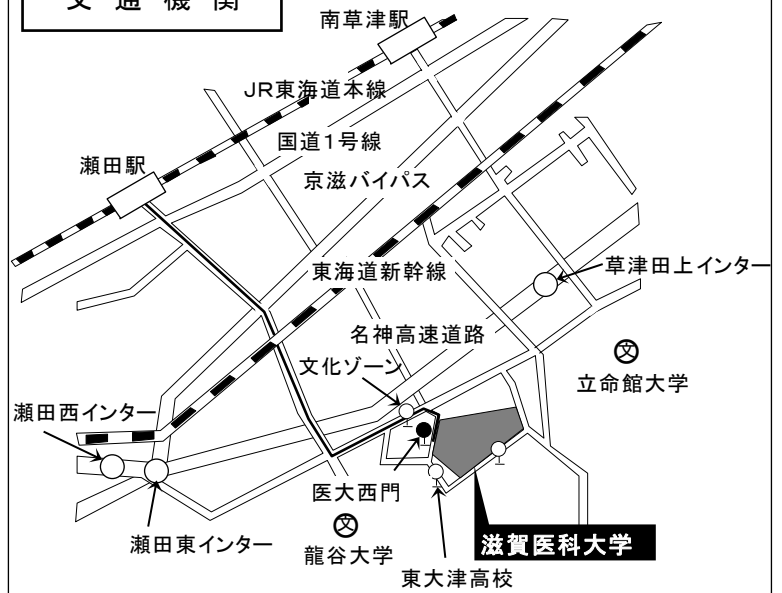 交通機関
南草津駅
JR東海道本線
国道1号線
瀬田駅
京滋バイパス
東海道新幹線
草津田上インター
名神高速道路
文化ゾーン
文
立命館大学
瀬田西インター
医大西門
文
瀬田東インター
龍谷大学
滋賀医科大学
東大津高校